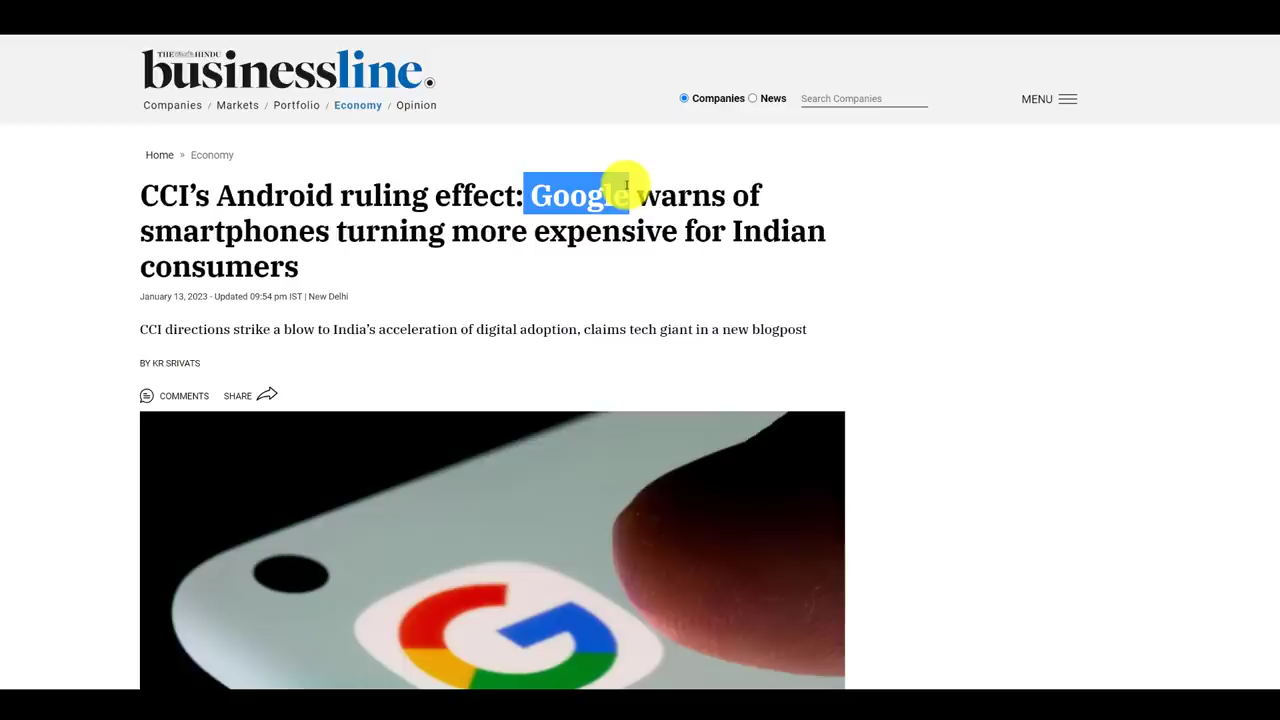 THE HINDU
businessline.
Companies / Markets / Portfolio / Economy / Opinion
Companies News Search Companies MENU
Home » Economy
CCI’s Android ruling effect: Google warns of
smartphones turning more expensive for Indian
consumers
January 13, 2023 - Updated 09:54 pm IST | New Delhi
CCI directions strike a blow to India’s acceleration of digital adoption, claims tech giant in a new blogpost
BY KR SRIVATS
COMMENTS SHARE